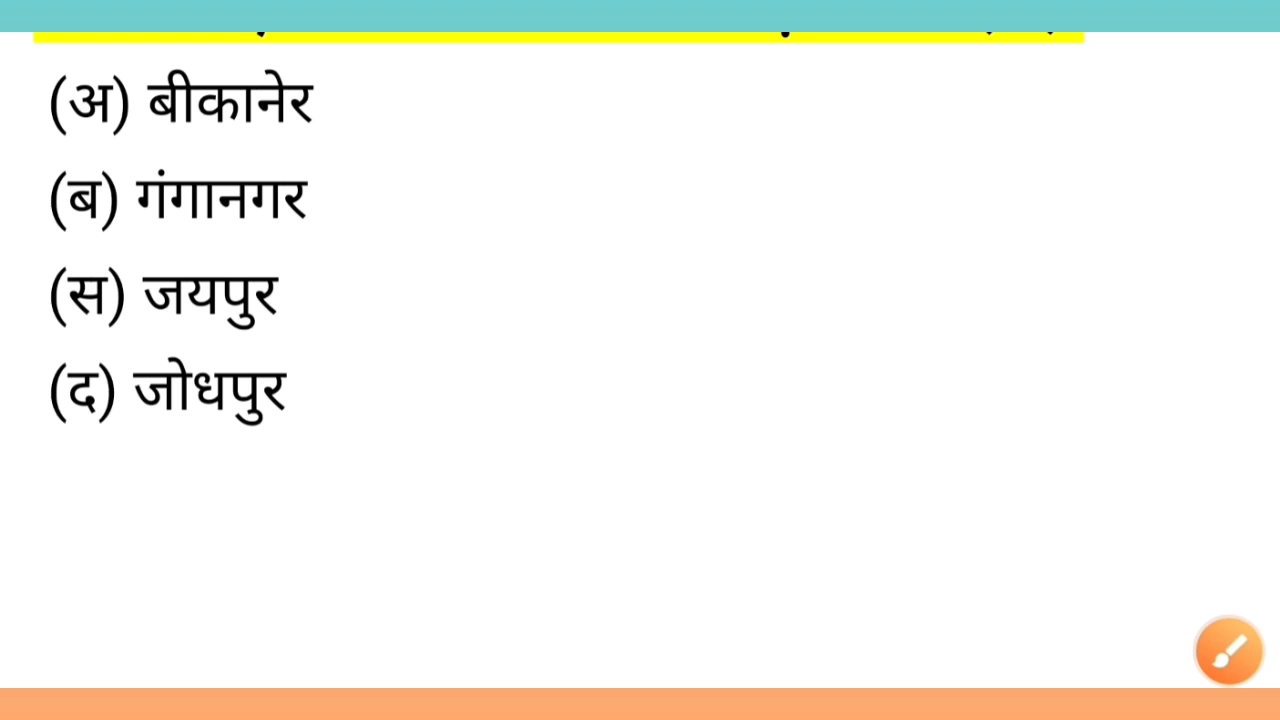 (अ) बीकानेर
(ब) गंगानगर
(स) जयपुर
(द) जोधपुर